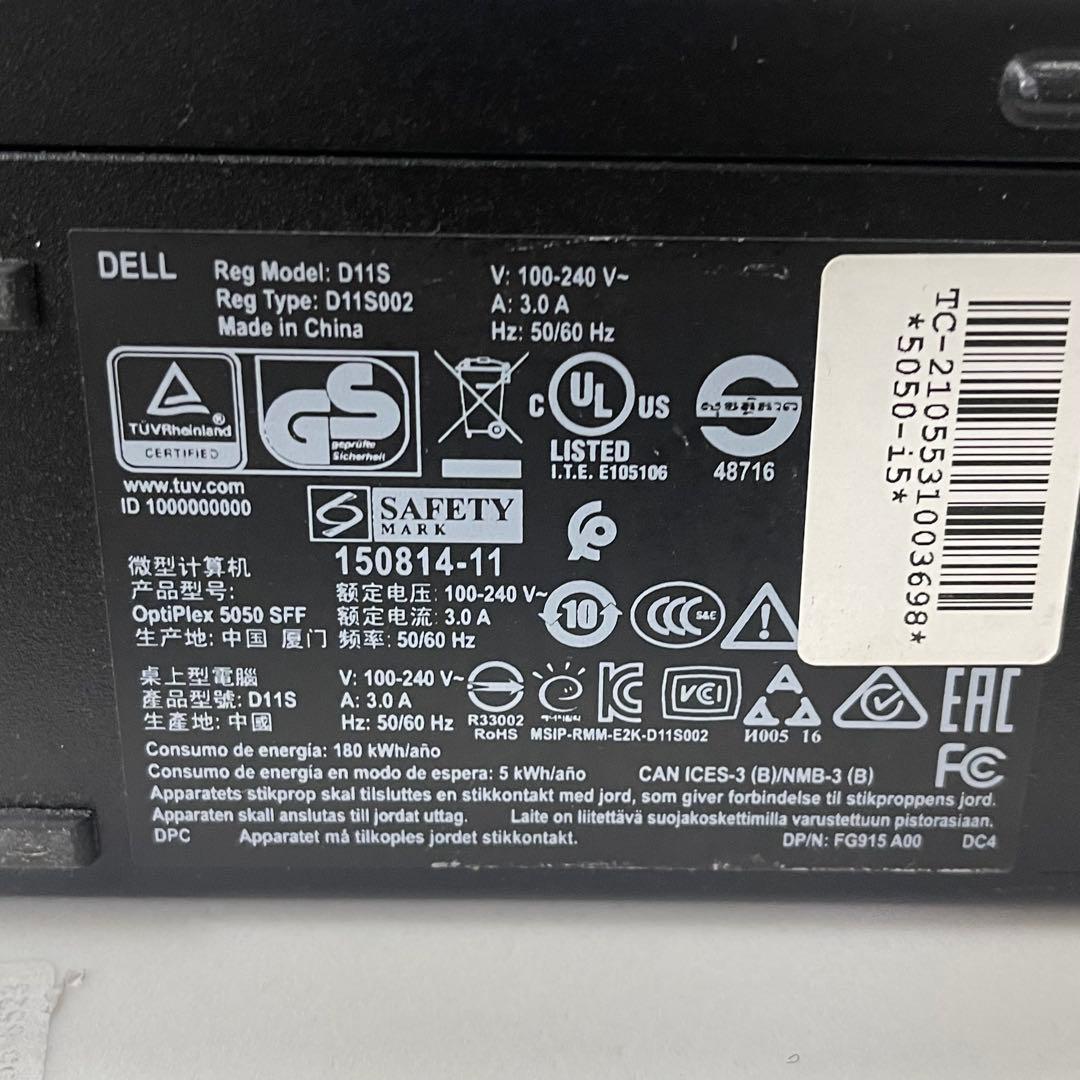 DELL
Reg Model: D11S
Reg Type: D11S002
Made in China
V: 100-240 V~
A: 3.0 A
Hz: 50/60 Hz
TÜVRheinland®
CERTIFIED
GS
geprüfte
Sicherheit
C UL US
LISTED
I.T.E. E105106
48716
www.tuv.com
ID 1000000000
SAFETY
MARK
150814-11
微型计算机
产品型号:
OptiPlex 5050 SFF
生产地: 中国 厦门
额定电压: 100-240 V~
额定电流: 3.0 A
频率: 50/60 Hz
10
CCC S&E
桌上型電腦
產品型號: D11S
生產地: 中國
V: 100-240 V~
A: 3.0 A
Hz: 50/60 Hz
R33002
RoHS
MSIP-RMM-E2K-D11S002
VCI
И005 16
EAC
FC
Consumo de energía: 180 kWh/año
Consumo de energía en modo de espera: 5 kWh/año
CAN ICES-3 (B)/NMB-3 (B)
Apparatets stikprop skal tilsluttes en stikkontakt med jord, som giver forbindelse til stikproppens jord.
Apparaten skall anslutas till jordat uttag.
Laite on liitettävä suojakoskettimilla varustettuun pistorasiaan.
DPC
Apparatet må tilkoples jordet stikkontakt.
DP/N: FG915 A00
DC4
TC-2105531003698*
*5050-i5*